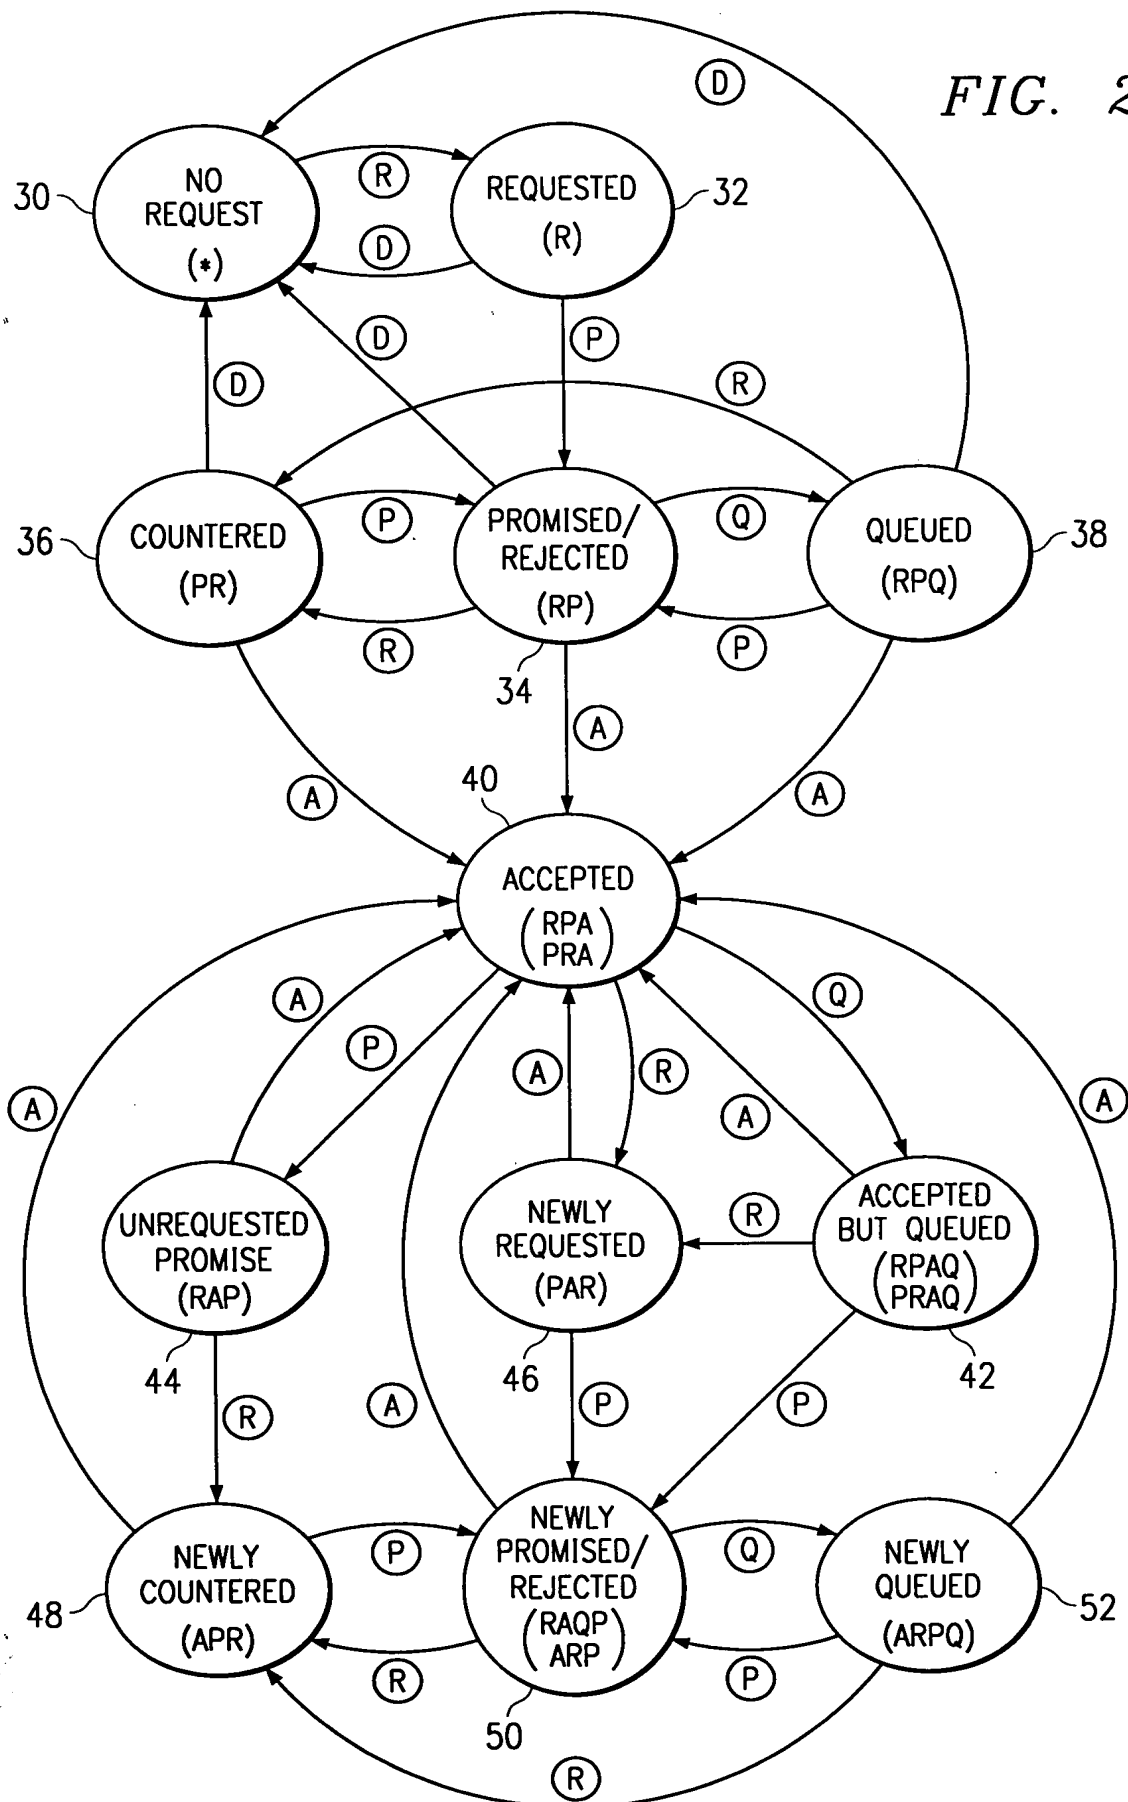 FIG. 2
D
30
NO
REQUEST
(*)
R
D
REQUESTED
(R)
32
D
D
P
R
36
COUNTERED
(PR)
P
R
PROMISED/
REJECTED
(RP)
34
Q
P
QUEUED
(RPQ)
38
A
A
A
40
ACCEPTED
(RPA
PRA)
A
A
P
A
R
A
Q
A
UNREQUESTED
PROMISE
(RAP)
44
NEWLY
REQUESTED
(PAR)
46
R
ACCEPTED
BUT QUEUED
(RPAQ
PRAQ)
42
R
A
P
P
48
NEWLY
COUNTERED
(APR)
P
R
NEWLY
PROMISED/
REJECTED
(RAQP
ARP)
50
Q
P
NEWLY
QUEUED
(ARPQ)
52
R